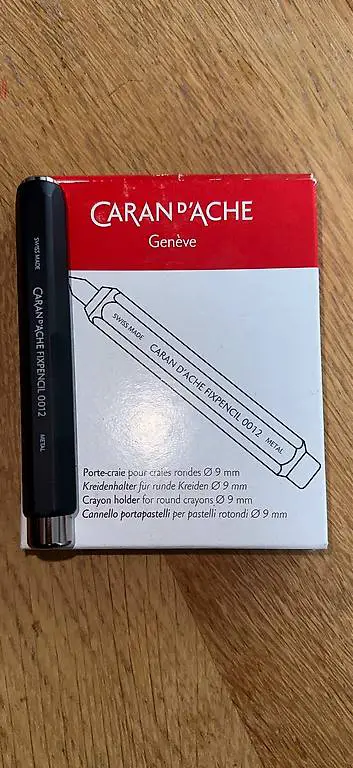 CARAN D'ACHE
Genève
SWISS MADE
CARAN D'ACHE FIXPENCIL 0012
METAL
SWISS MADE
CARAN D'ACHE FIXPENCIL 0012
METAL
Porte-craie pour craies rondes Ø 9 mm
Kreidenhalter für runde Kreiden Ø 9 mm
Crayon holder for round crayons Ø 9 mm
Cannello portapastelli per pastelli rotondi Ø 9 mm